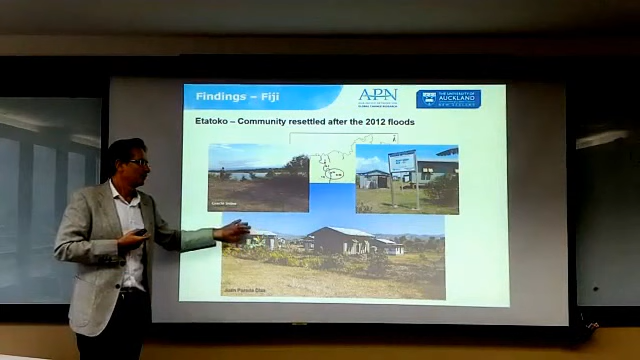 Findings – Fiji
APN
THE UNIVERSITY OF
AUCKLAND
NEW ZEALAND
Etatoko – Community resettled after the 2012 floods